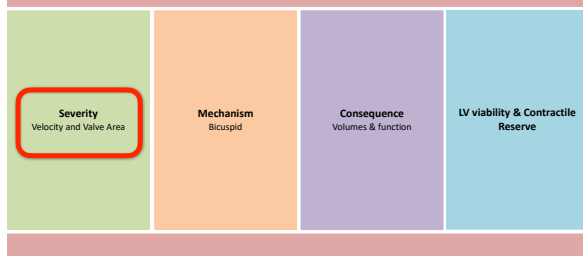 Severity
Velocity and Valve Area
Mechanism
Bicuspid
Consequence
Volumes & function
LV viability & Contractile
Reserve